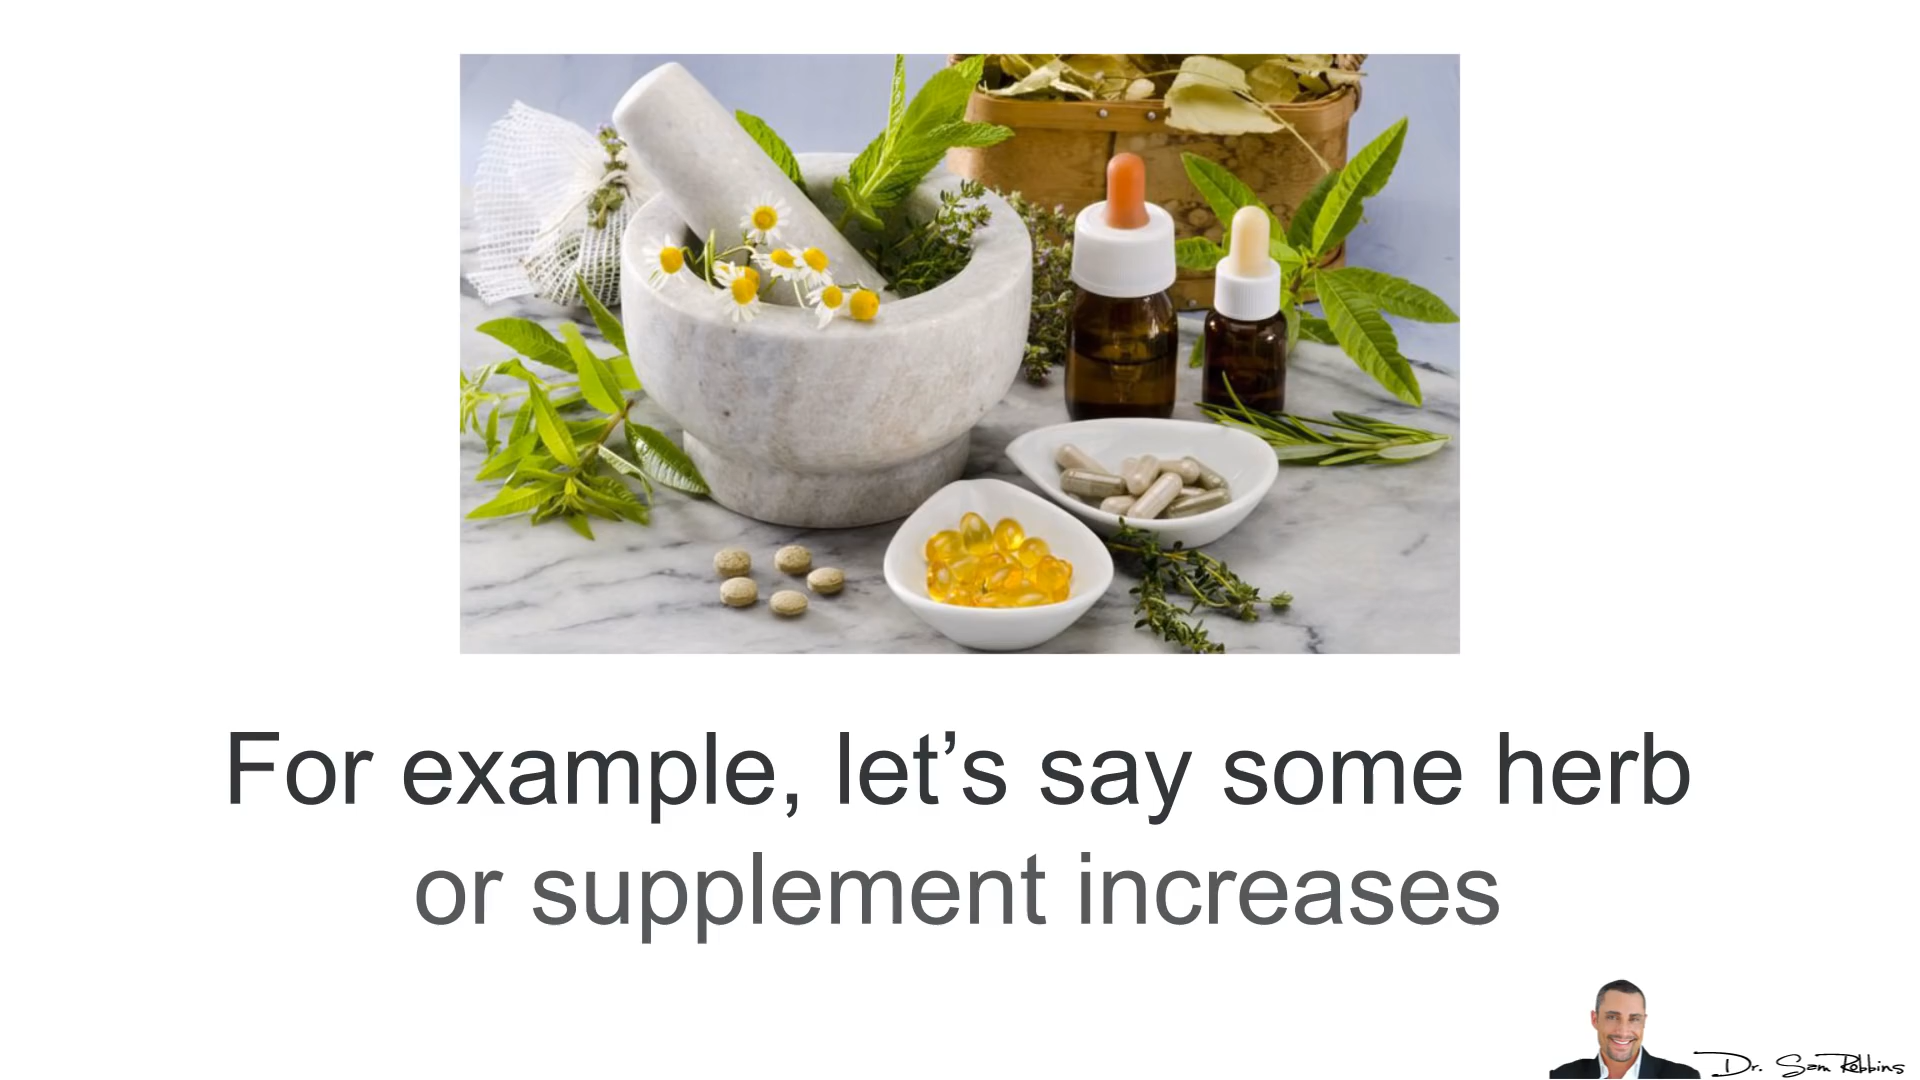 For example, let’s say some herb
or supplement increases
Dr. Sam Robbins